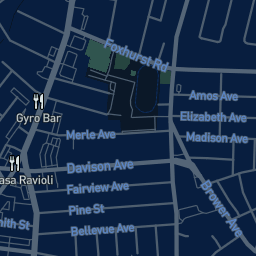 Foxhurst Rd
Amos Ave
Gyro Bar
Elizabeth Ave
Merle Ave
Madison Ave
Davison Ave
asa Ravioli
Fairview Ave
Brower Ave
Pine St
mith St
Bellevue Ave